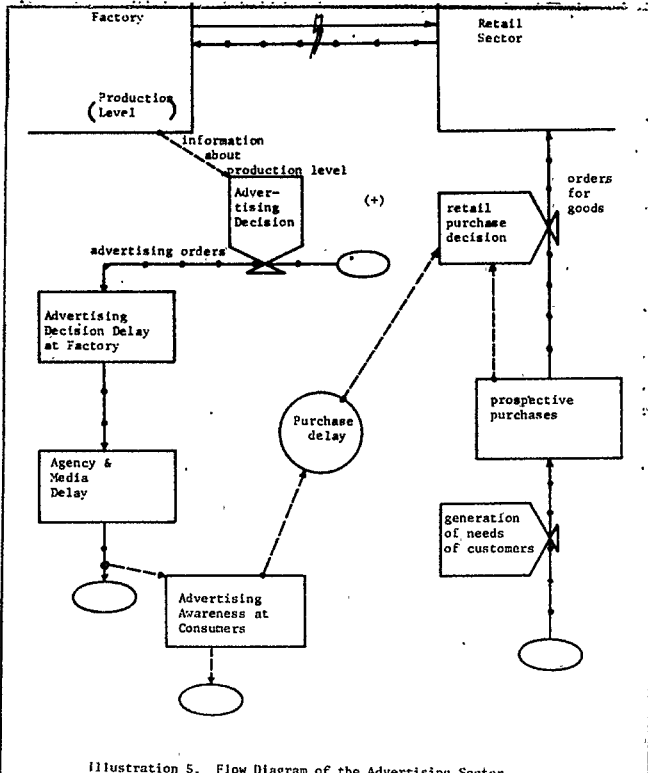 Factory
Retail
Sector
(Production
Level)
information
about
production level
Adver-
tising
Decision
(+)
retail
purchase
decision
orders
for
goods
advertising orders
Advertising
Decision Delay
at Factory
Purchase
delay
prospective
purchases
Agency &
Media
Delay
generation
of needs
of customers
Advertising
Awareness at
Consumers
Illustration 5. Flow Diagram of the Advertising Sector